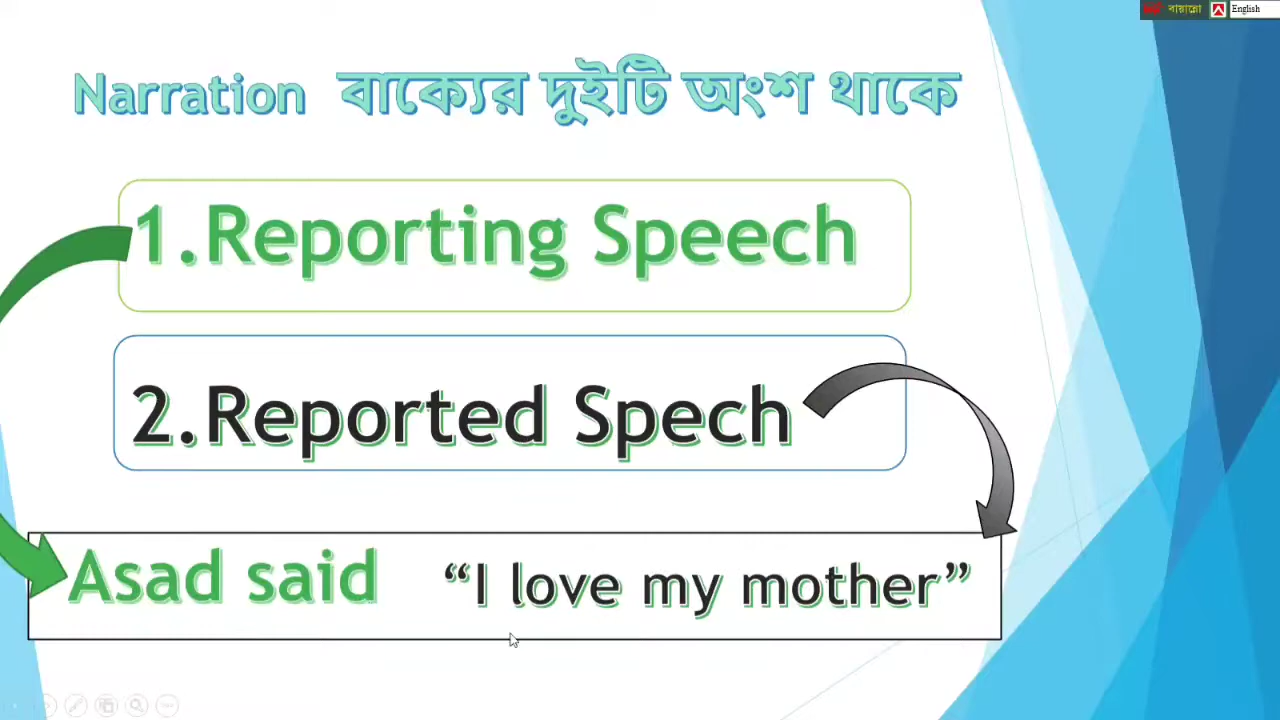 বায়ান্নো English
Narration বাক্যের দুইটি অংশ থাকে
1.Reporting Speech
2.Reported Spech
Asad said “I love my mother”